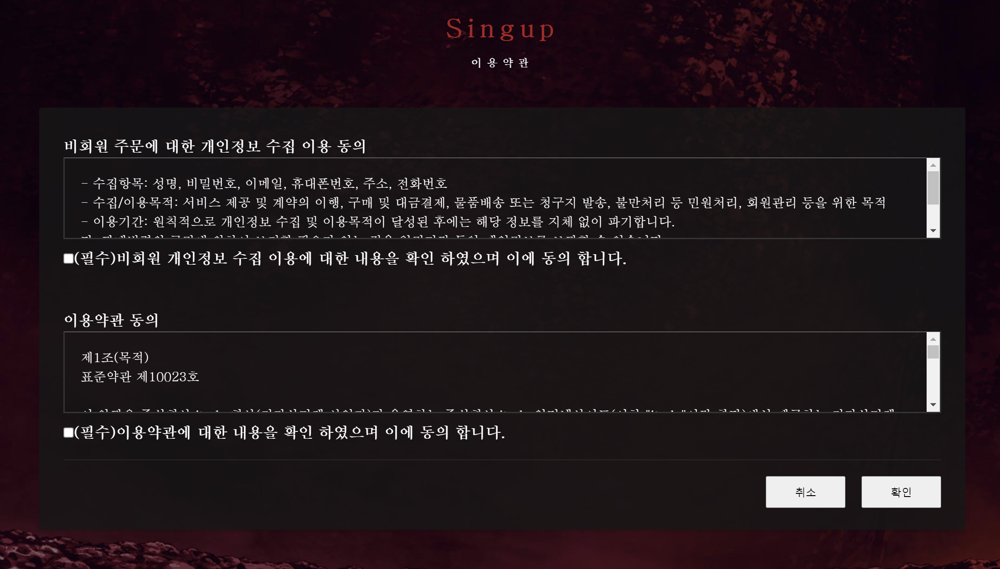 Singup
이용약관
비회원 주문에 대한 개인정보 수집 이용 동의
- 수집항목: 성명, 비밀번호, 이메일, 휴대폰번호, 주소, 전화번호
- 수집/이용목적: 서비스 제공 및 계약의 이행, 구매 및 대금결제, 물품배송 또는 청구지 발송, 불만처리 등 민원처리, 회원관리 등을 위한 목적
- 이용기간: 원칙적으로 개인정보 수집 및 이용목적이 달성된 후에는 해당 정보를 지체 없이 파기합니다.
(필수)비회원 개인정보 수집 이용에 대한 내용을 확인 하였으며 이에 동의 합니다.
이용약관 동의
제1조(목적)
표준약관 제10023호
(필수)이용약관에 대한 내용을 확인 하였으며 이에 동의 합니다.
취소
확인